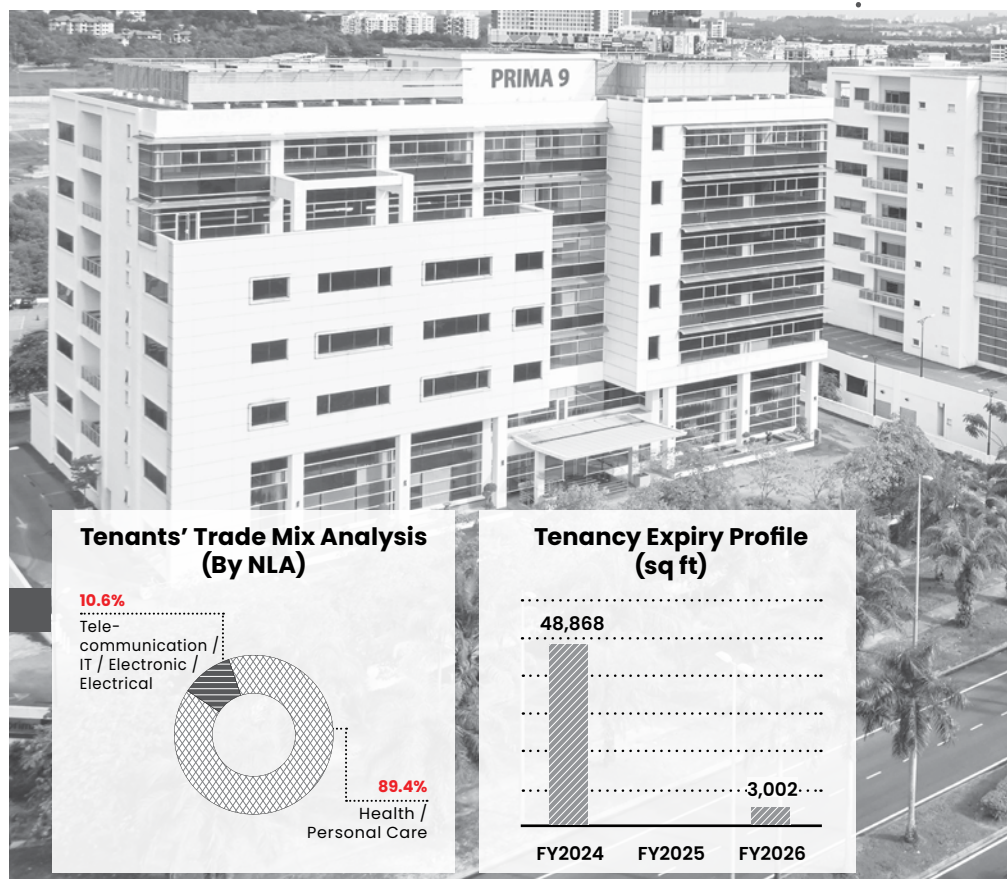 PRIMA 9
Tenants’ Trade Mix Analysis
(By NLA)
10.6%
Tele-
communication /
IT / Electronic /
Electrical
89.4%
Health /
Personal Care
Tenancy Expiry Profile
(sq ft)
48,868
3,002
FY2024
FY2025
FY2026